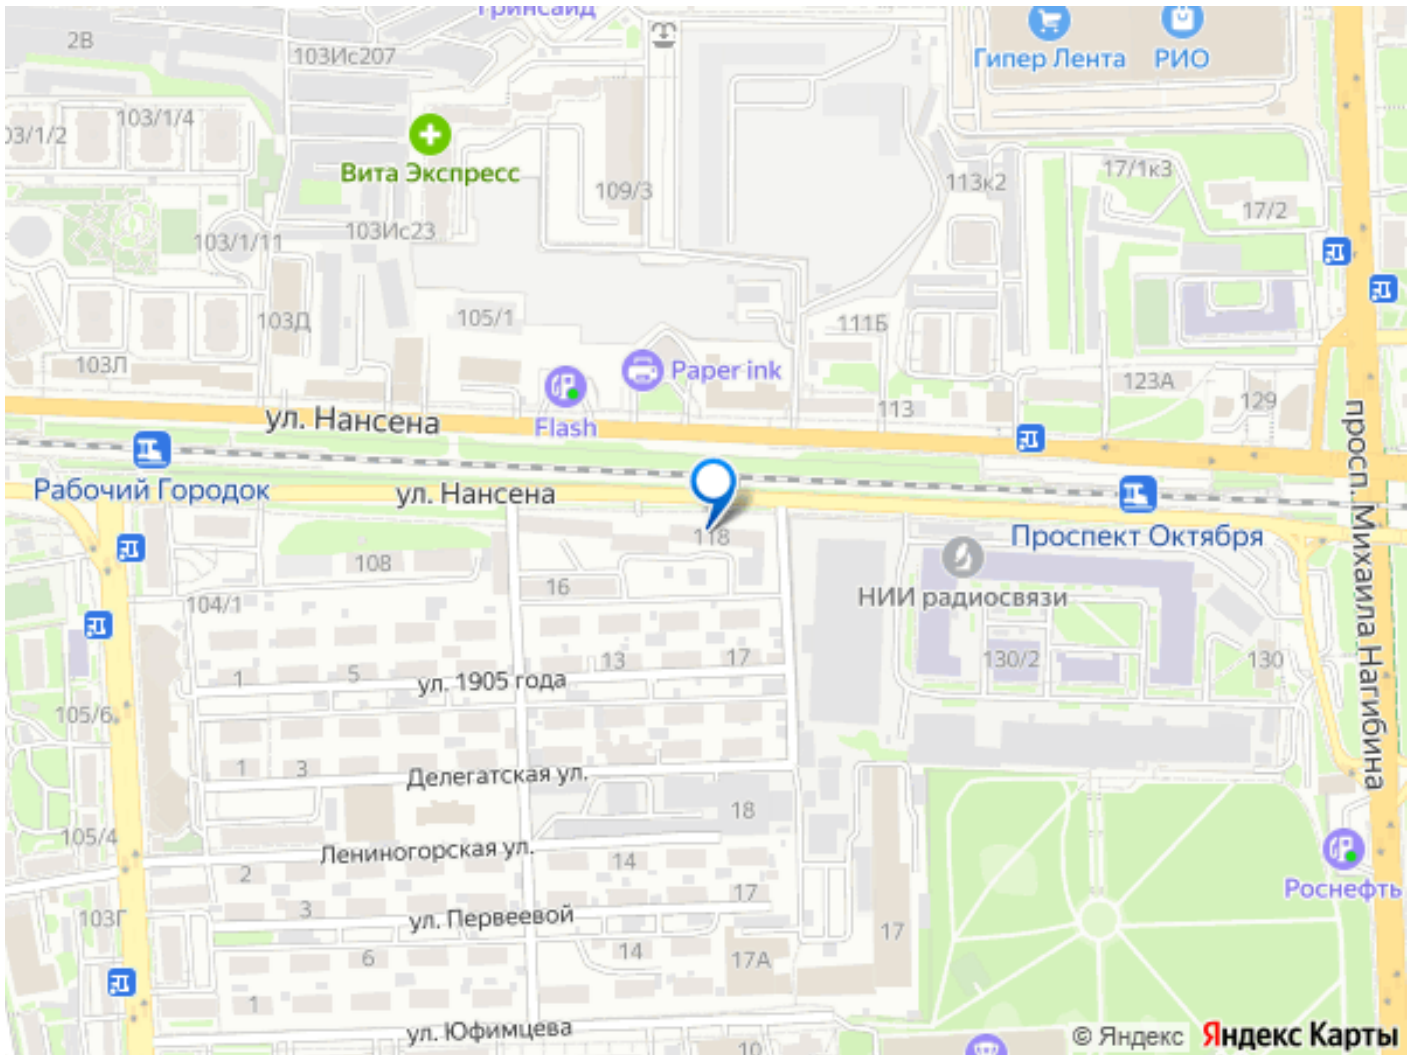 Гринсайд
2В
103Ис207
Гипер Лента
РИО
03/1/2
103/1/4
Вита Экспресс
109/3
113к2
17/1к3
17/2
103/1/11
103Ис23
103Д
105/1
111Б
103Л
Paper ink
123А
129
113
ул. Нансена
Flash
просп. Михаила Нагибина
Рабочий Городок
ул. Нансена
118
Проспект Октября
108
16
НИИ радиосвязи
104/1
13
17
130/2
130
1
5
ул. 1905 года
105/6
1
3
Делегатская ул.
18
105/4
Лениногорская ул.
14
2
Роснефть
17
103Г
3
ул. Первеевой
17
14
17А
6
1
ул. Юфимцева
10
© Яндекс Яндекс Карты